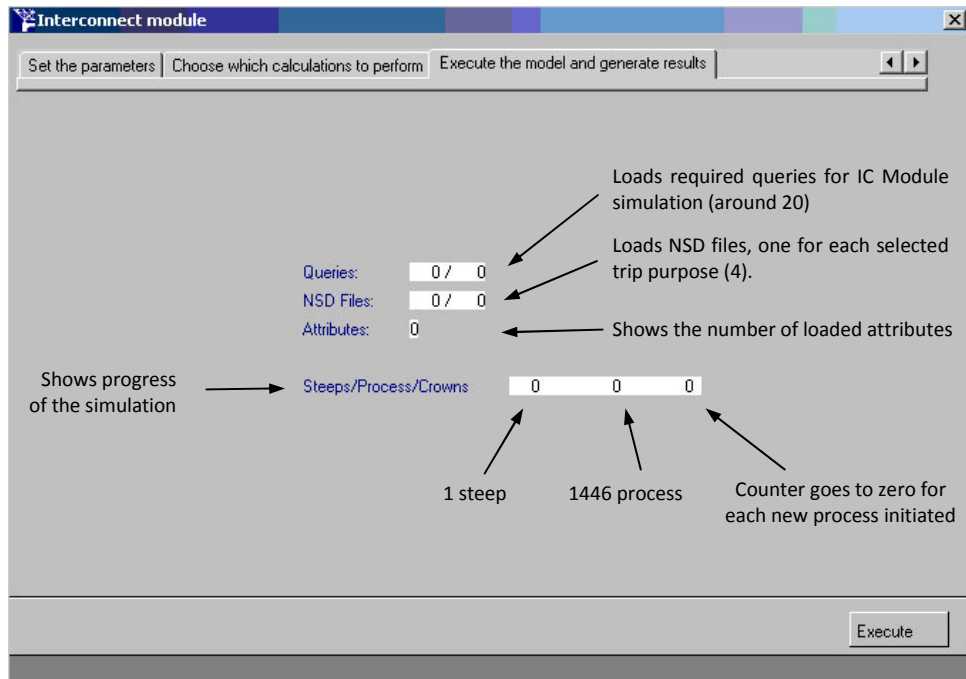 Interconnect module
Set the parameters
Choose which calculations to perform
Execute the model and generate results
Loads required queries for IC Module
simulation (around 20)
Loads NSD files, one for each selected
trip purpose (4).
Queries: 0 / 0
NSD Files: 0 / 0
Attributes: 0
Shows the number of loaded attributes
Shows progress
of the simulation
Steeps/Process/Crowns 0 0 0
1 steep
1446 process
Counter goes to zero for
each new process initiated
Execute